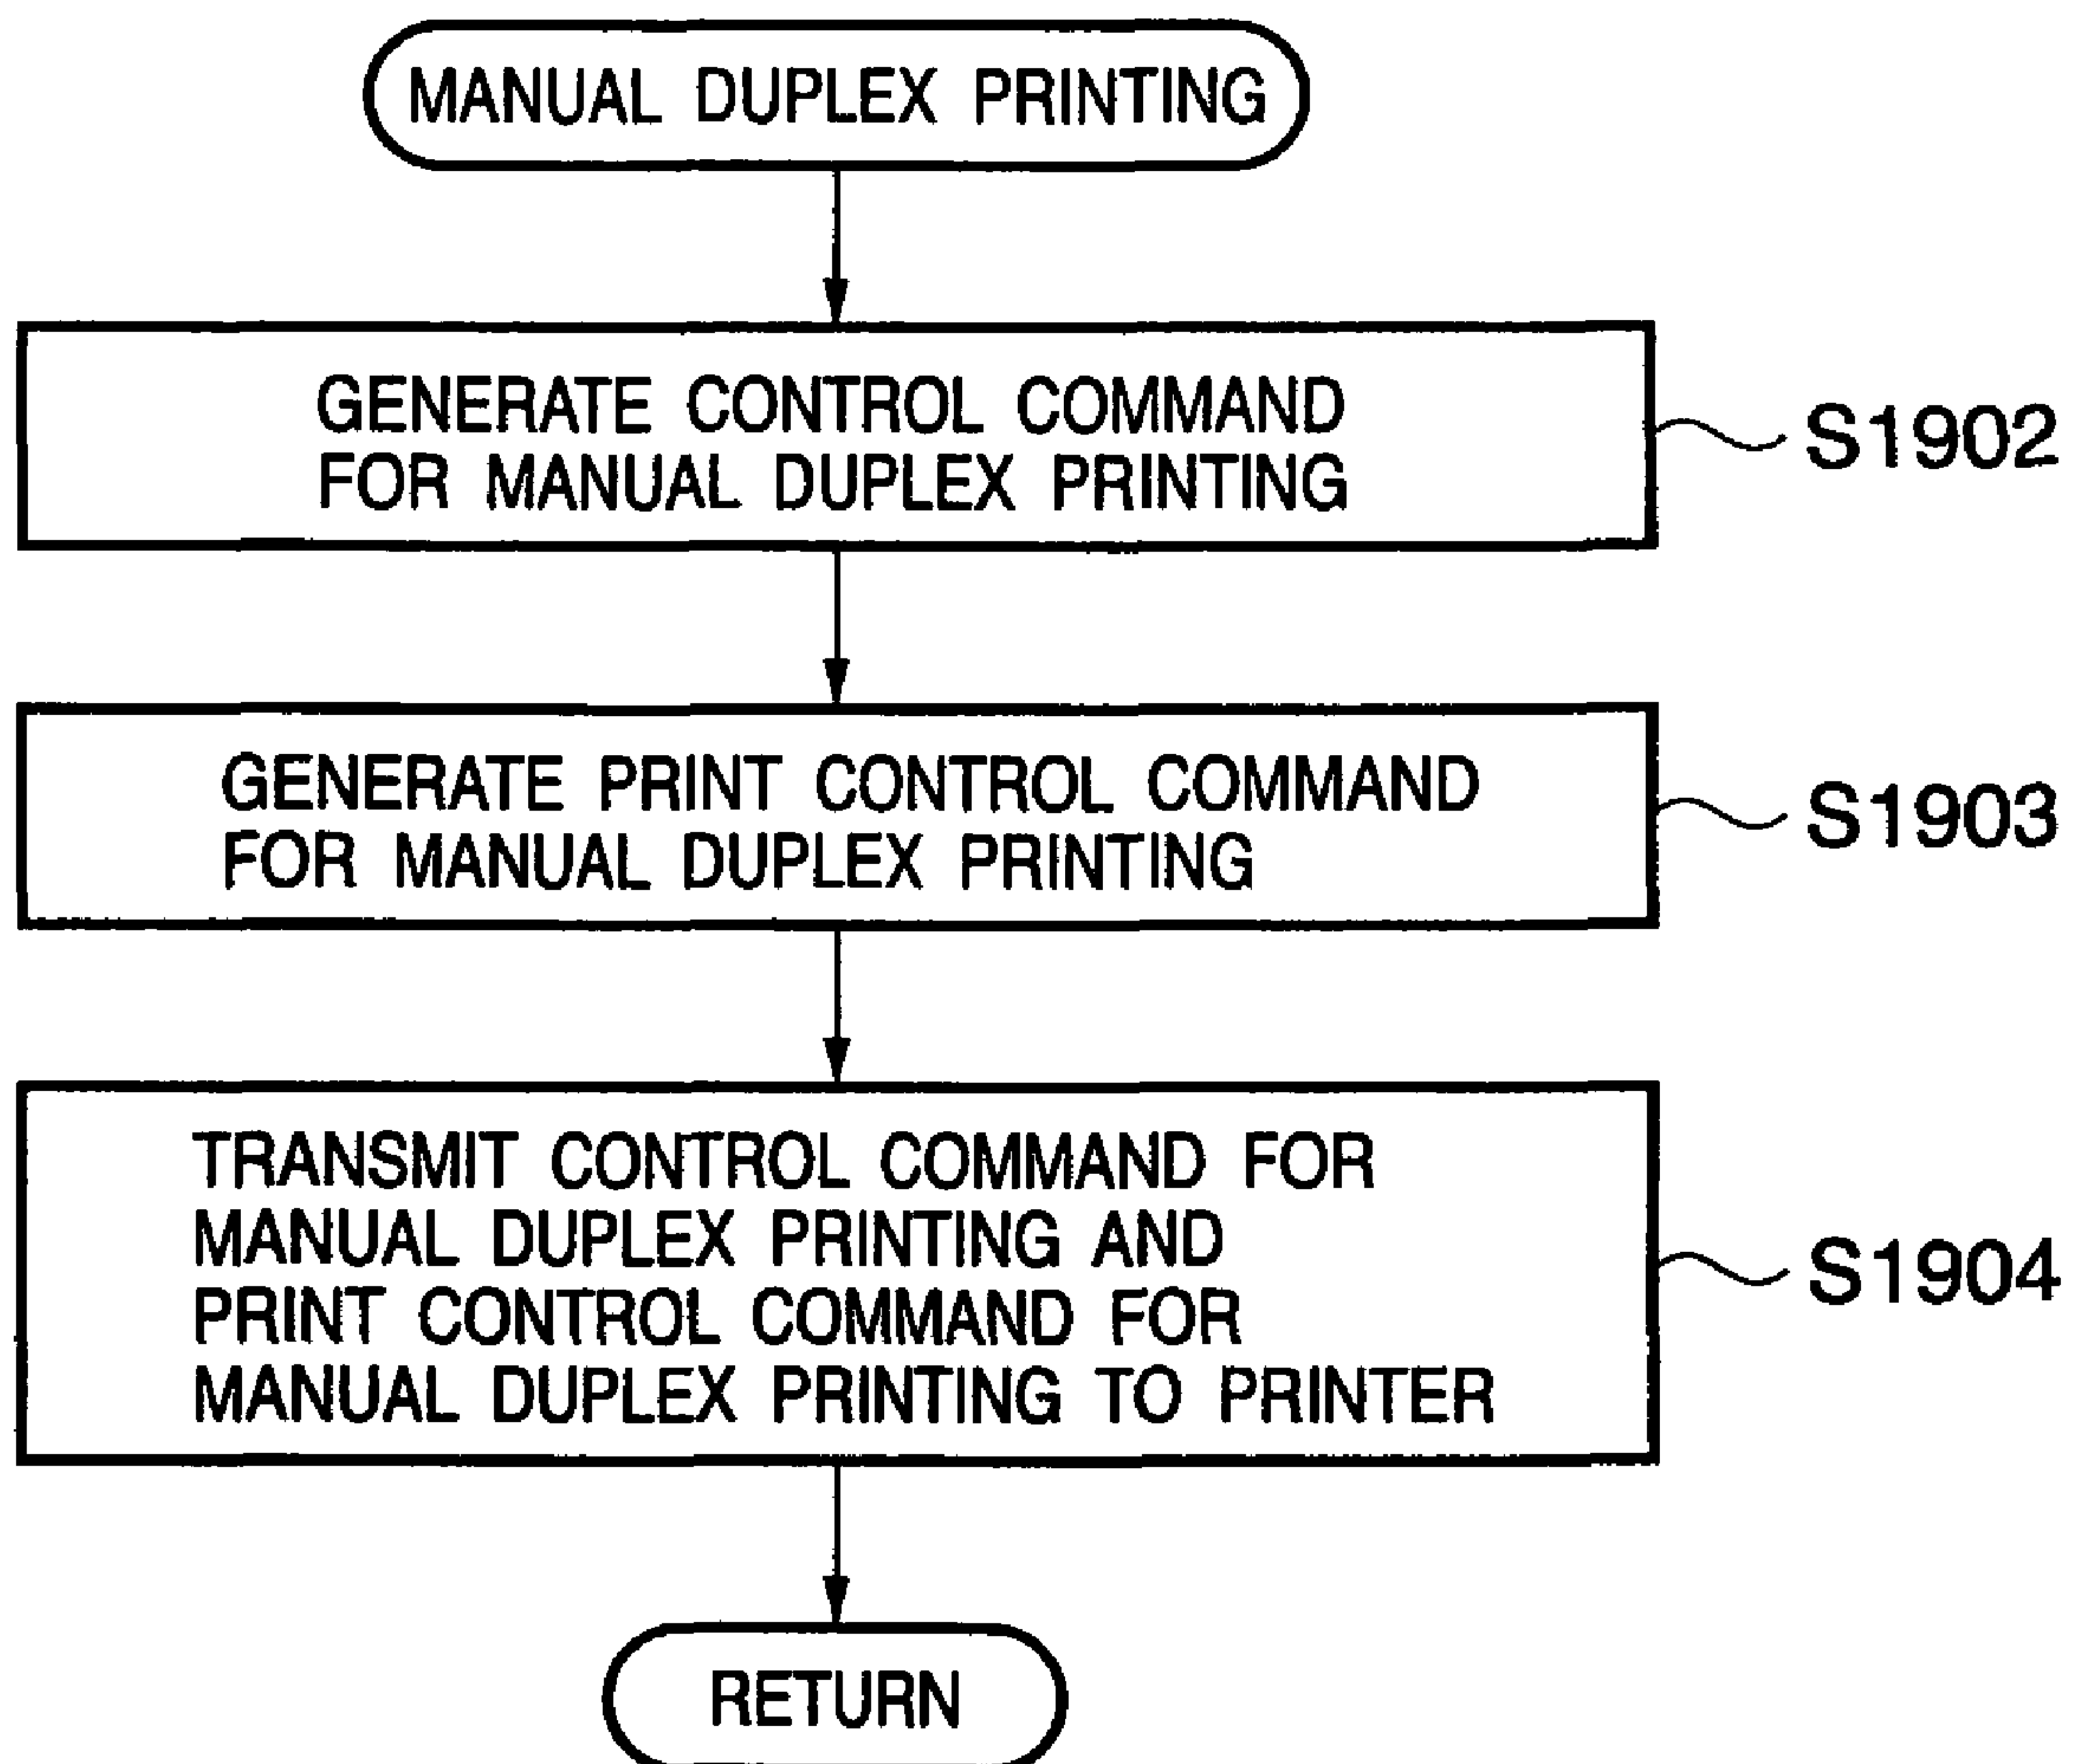 MANUAL DUPLEX PRINTING
GENERATE CONTROL COMMAND
FOR MANUAL DUPLEX PRINTING
S1902
GENERATE PRINT CONTROL COMMAND
FOR MANUAL DUPLEX PRINTING
S1903
TRANSMIT CONTROL COMMAND FOR
MANUAL DUPLEX PRINTING AND
PRINT CONTROL COMMAND FOR
MANUAL DUPLEX PRINTING TO PRINTER
S1904
RETURN